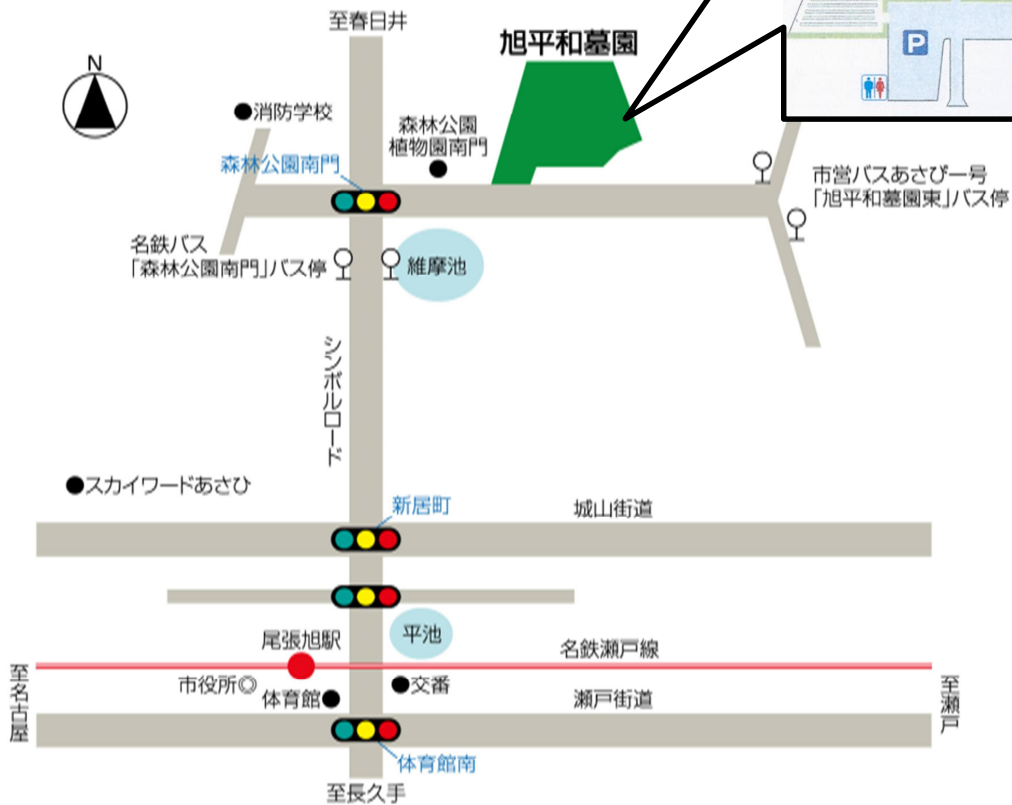 至春日井
旭平和墓園
P
N
消防学校
森林公園
植物園南門
森林公園南門
市営バスあさぴー号
「旭平和墓園東」バス停
名鉄バス
「森林公園南門」バス停
維摩池
シンボルロード
スカイワードあさひ
新居町
城山街道
平池
尾張旭駅
名鉄瀬戸線
至名古屋
市役所◎
体育館
交番
瀬戸街道
至瀬戸
体育館南
至長久手